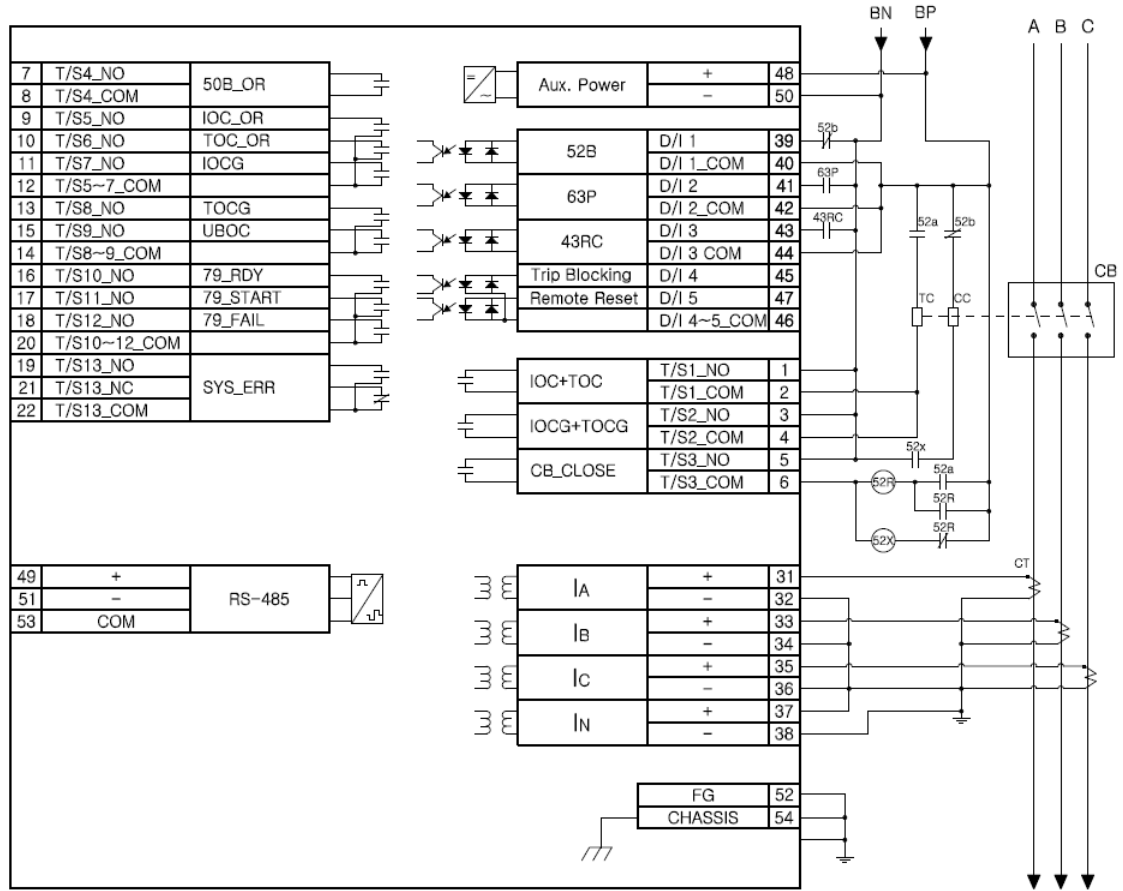 BN BP
A B C
7 T/S4_NO
50B_OR
8 T/S4_COM
9 T/S5_NO IOC_OR
10 T/S6_NO TOC_OR
11 T/S7_NO IOCG
12 T/S5~7_COM
13 T/S8_NO TOCG
15 T/S9_NO UBOC
14 T/S8~9_COM
16 T/S10_NO 79_RDY
17 T/S11_NO 79_START
18 T/S12_NO 79_FAIL
20 T/S10~12_COM
19 T/S13_NO
21 T/S13_NC
SYS_ERR
22 T/S13_COM
49 +
51 -
RS-485
53 COM
Aux. Power
+ 48
- 50
52B
D/I 1 39
D/I 1_COM 40
63P
D/I 2 41
D/I 2_COM 42
43RC
D/I 3 43
D/I 3 COM 44
Trip Blocking D/I 4 45
Remote Reset D/I 5 47
D/I 4~5_COM 46
IOC+TOC
T/S1_NO 1
T/S1_COM 2
IOCG+TOCG
T/S2_NO 3
T/S2_COM 4
CB_CLOSE
T/S3_NO 5
T/S3_COM 6
IA
+ 31
- 32
IB
+ 33
- 34
IC
+ 35
- 36
IN
+ 37
- 38
FG 52
CHASSIS 54
52b
63P
43RC
52a 52b
CB
TC CC
52x
52a
52R
52R
52R
52X
CT